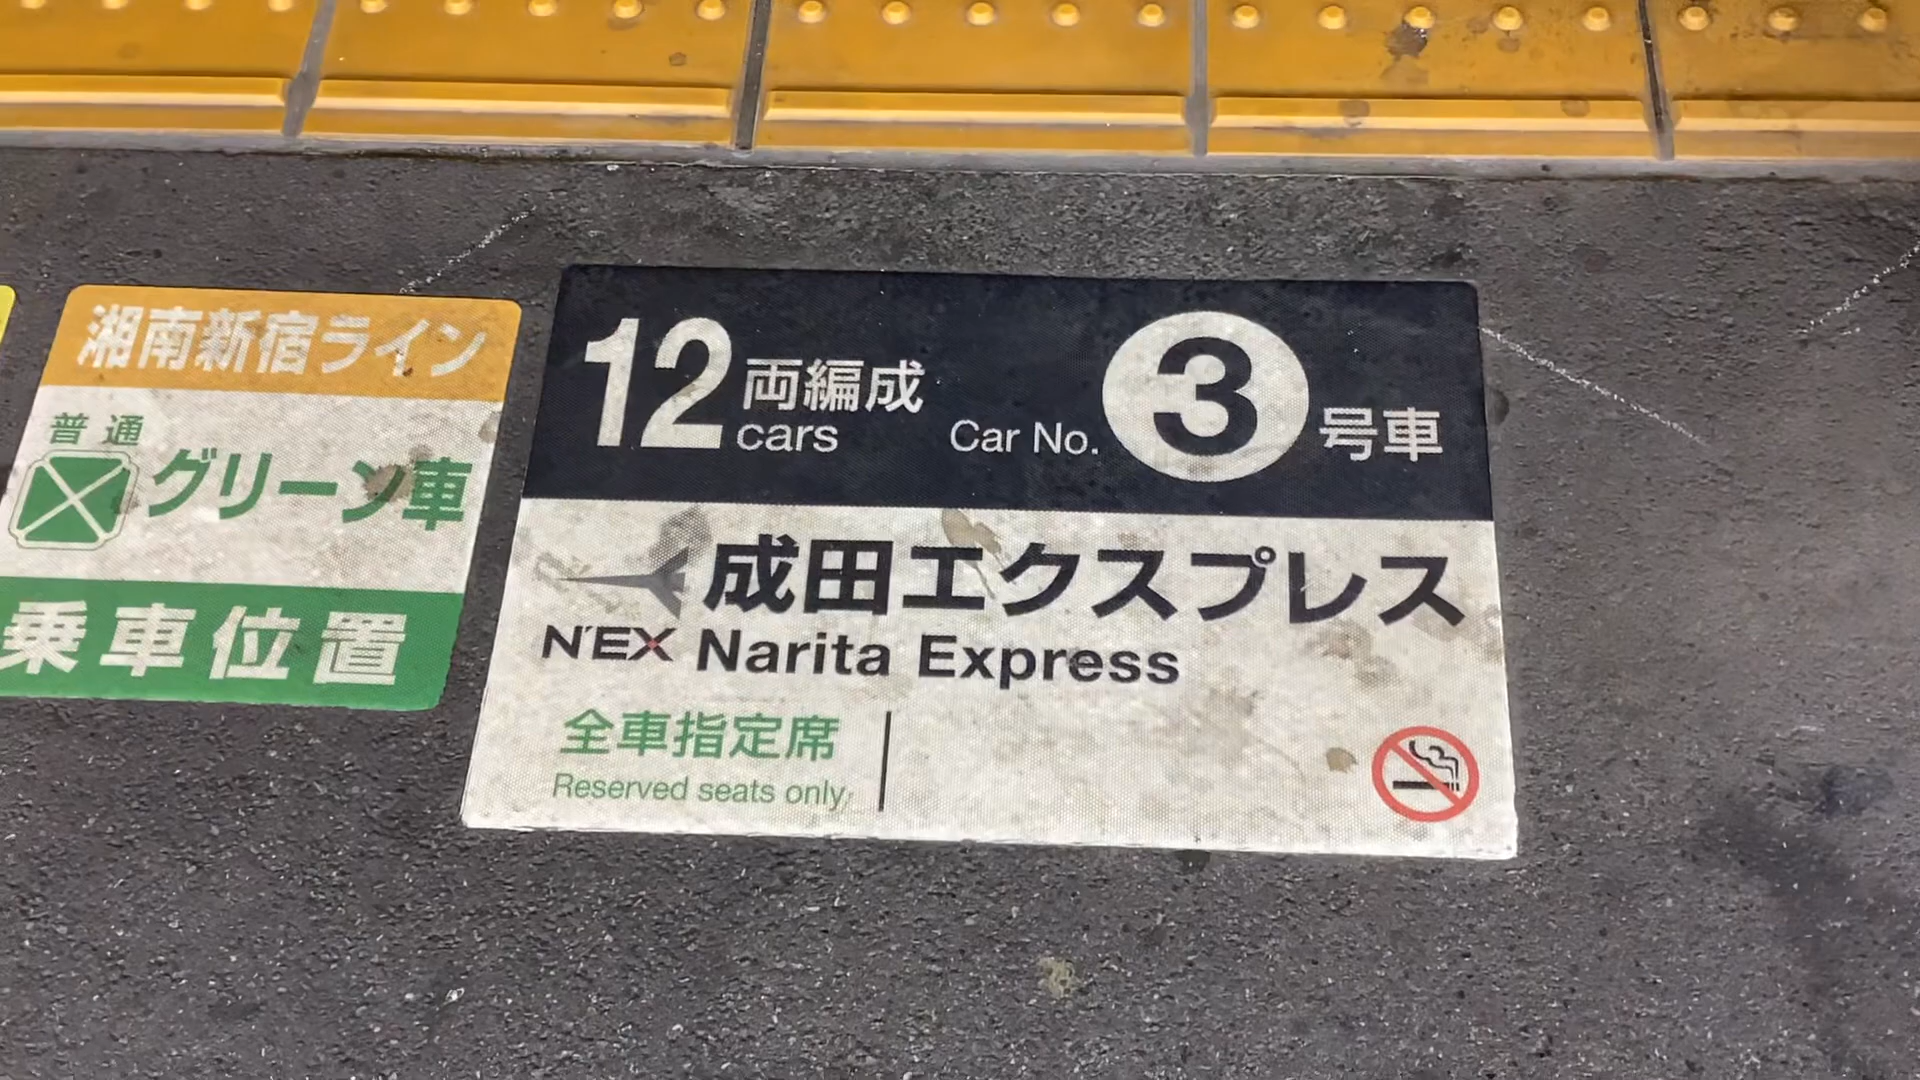 湘南新宿ライン
普通
グリーン車
乗車位置
12両編成
cars
Car No. 3号車
成田エクスプレス
N'EX Narita Express
全車指定席
Reserved seats only